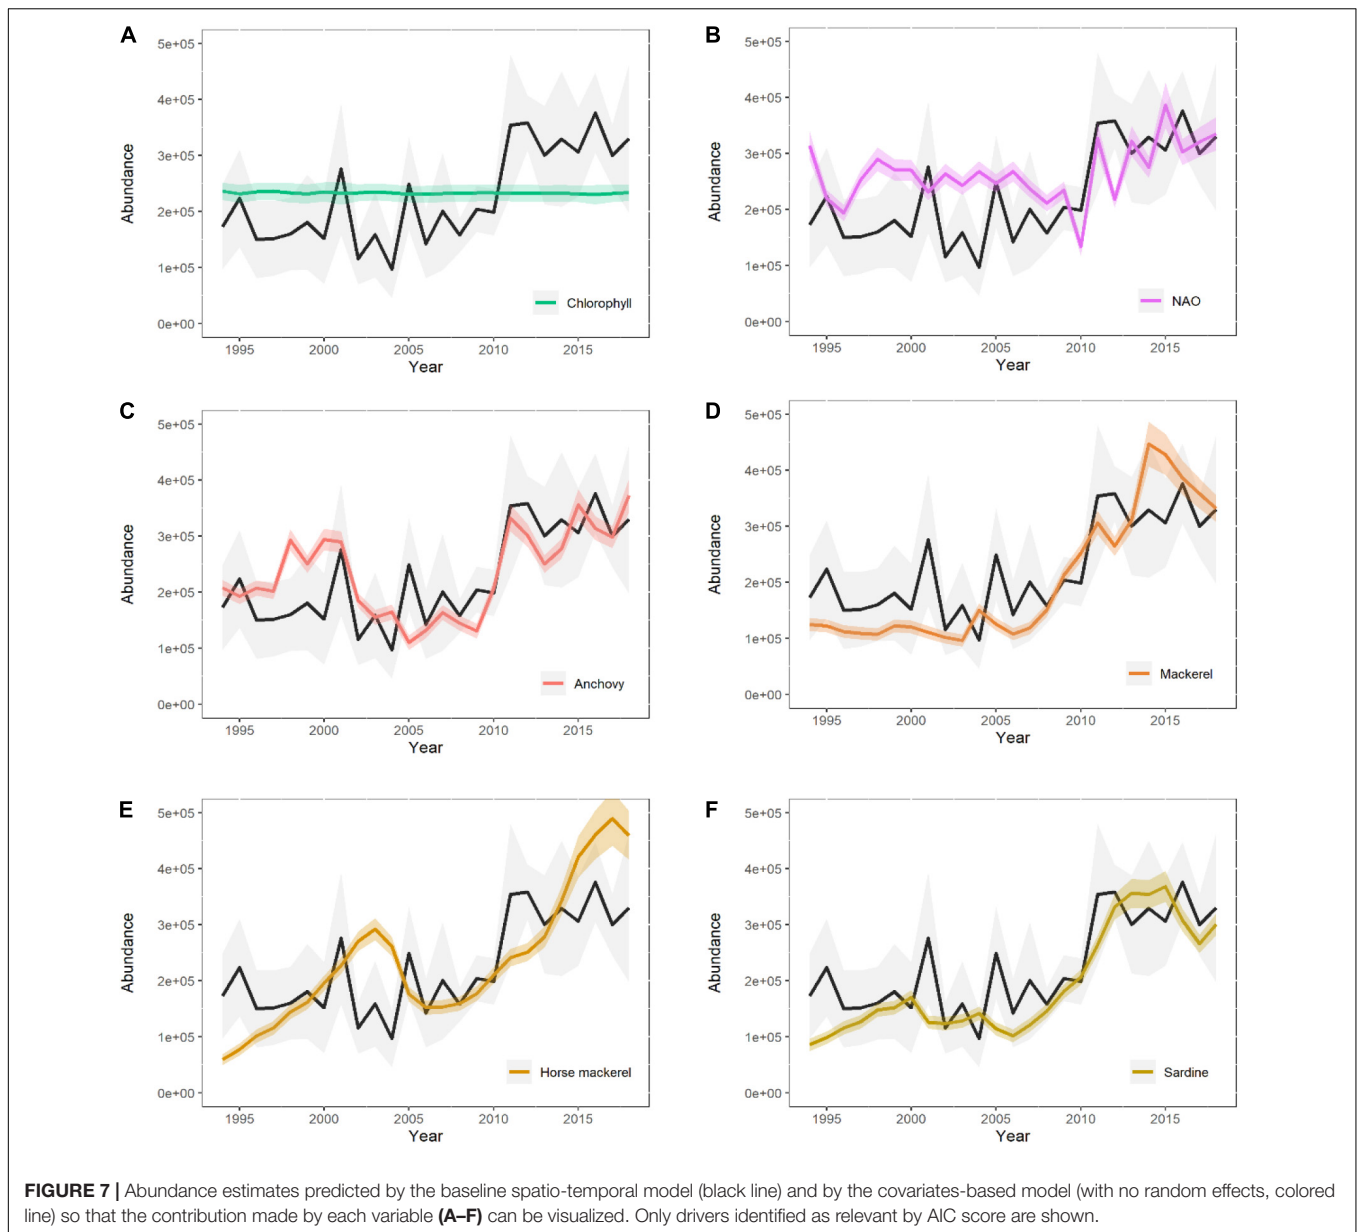 A
5e+05
4e+05
3e+05
2e+05
1e+05
0e+00
Abundance
Chlorophyll
1995 2000 2005 2010 2015
Year
B
5e+05
4e+05
3e+05
2e+05
1e+05
0e+00
Abundance
NAO
1995 2000 2005 2010 2015
Year
C
5e+05
4e+05
3e+05
2e+05
1e+05
0e+00
Abundance
Anchovy
1995 2000 2005 2010 2015
Year
D
5e+05
4e+05
3e+05
2e+05
1e+05
0e+00
Abundance
Mackerel
1995 2000 2005 2010 2015
Year
E
5e+05
4e+05
3e+05
2e+05
1e+05
0e+00
Abundance
Horse mackerel
1995 2000 2005 2010 2015
Year
F
5e+05
4e+05
3e+05
2e+05
1e+05
0e+00
Abundance
Sardine
1995 2000 2005 2010 2015
Year
FIGURE 7 | Abundance estimates predicted by the baseline spatio-temporal model (black line) and by the covariates-based model (with no random effects, colored
line) so that the contribution made by each variable (A–F) can be visualized. Only drivers identified as relevant by AIC score are shown.